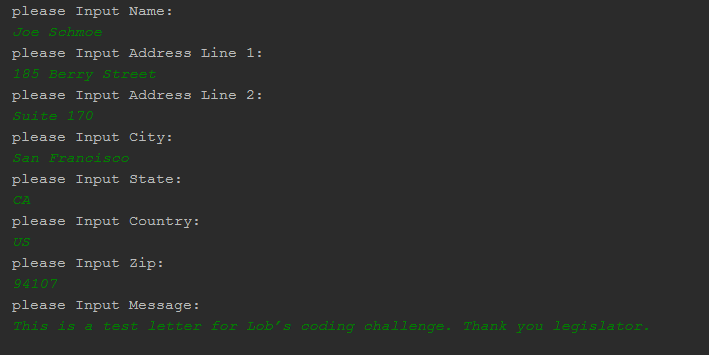 please Input Name:
Joe Schmoe
please Input Address Line 1:
185 Berry Street
please Input Address Line 2:
Suite 170
please Input City:
San Francisco
please Input State:
CA
please Input Country:
US
please Input Zip:
94107
please Input Message:
This is a test letter for Lob’s coding challenge. Thank you legislator.